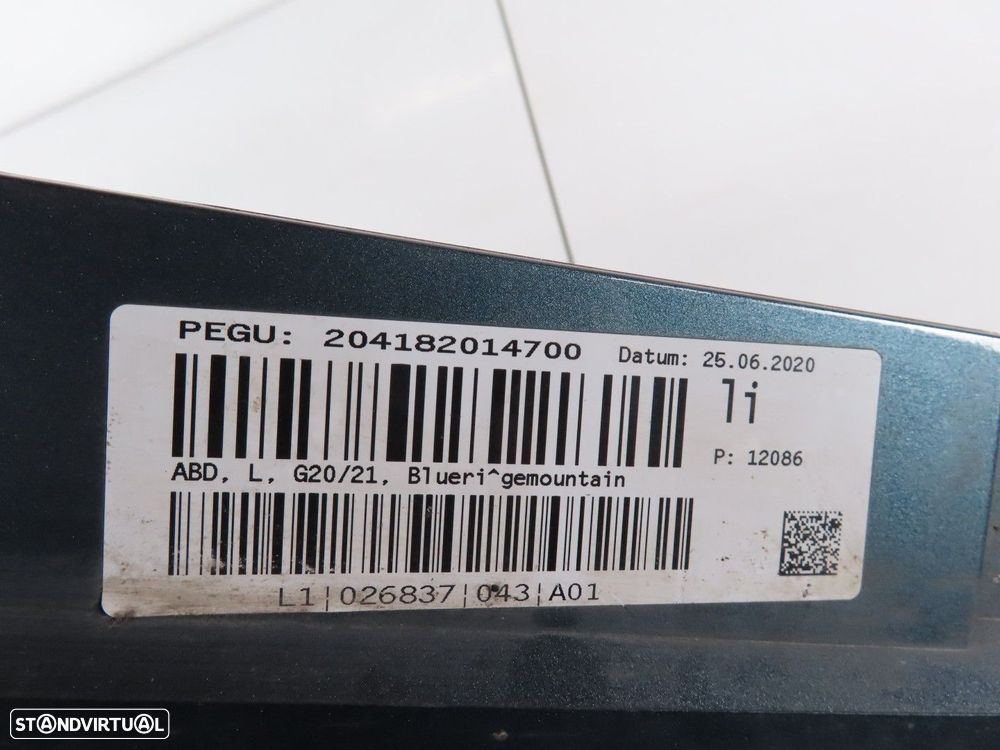 PEGU: 204182014700 Datum: 25.06.2020
li
P: 12086
ABD, L, G20/21, Blueri^gemountain
L1|026837|043|A01
STANDVIRTUAL